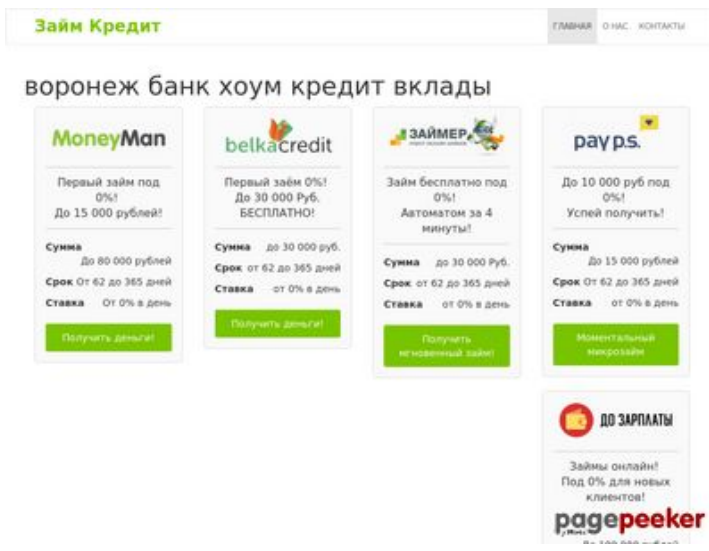 Займ Кредит
ГЛАВНАЯ О НАС КОНТАКТЫ
воронеж банк хоум кредит вклады
MoneyMan
Первый займ под
0%!
До 15 000 рублей!
Сумма
До 80 000 рублей
Срок От 62 до 365 дней
Ставка От 0% в день
Получить деньги!
belkacredit
Первый заём 0%!
До 30 000 Руб.
БЕСПЛАТНО!
Сумма до 30 000 руб.
Срок от 62 до 365 дней
Ставка от 0% в день
Получить деньги!
ЗАЙМЕР
Займ бесплатно под
0%!
Автоматом за 4
минуты!
Сумма до 30 000 Руб.
Срок от 62 до 365 дней
Ставка от 0% в день
Получить
мгновенный займ!
pay p.s.
До 10 000 руб под
0%!
Успей получить!
Сумма
До 15 000 рублей
Срок От 62 до 365 дней
Ставка От 0% в день
Моментальный
микрозайм
ДО ЗАРПЛАТЫ
Займы онлайн!
Под 0% для новых
клиентов!
pagepeeker